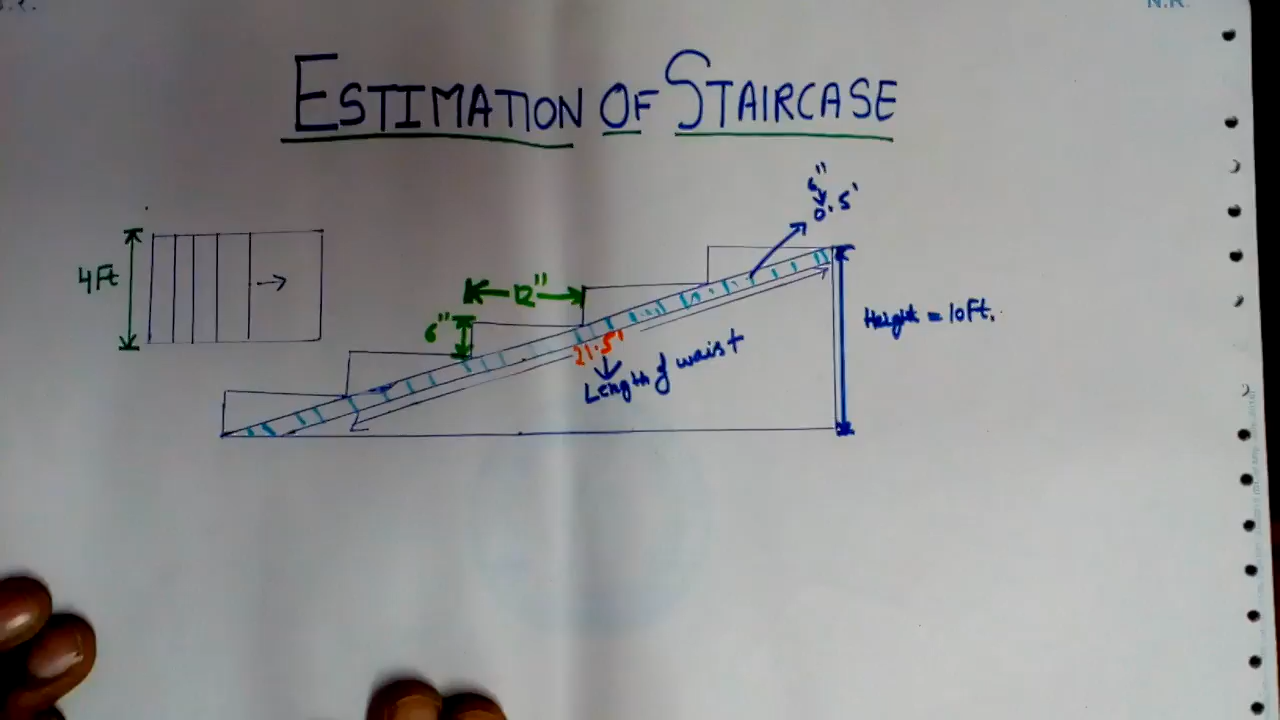 N.R.
ESTIMATION OF STAIRCASE
6"
0.5'
4Ft
12"
6"
Height = 10Ft.
21.5'
Length of waist